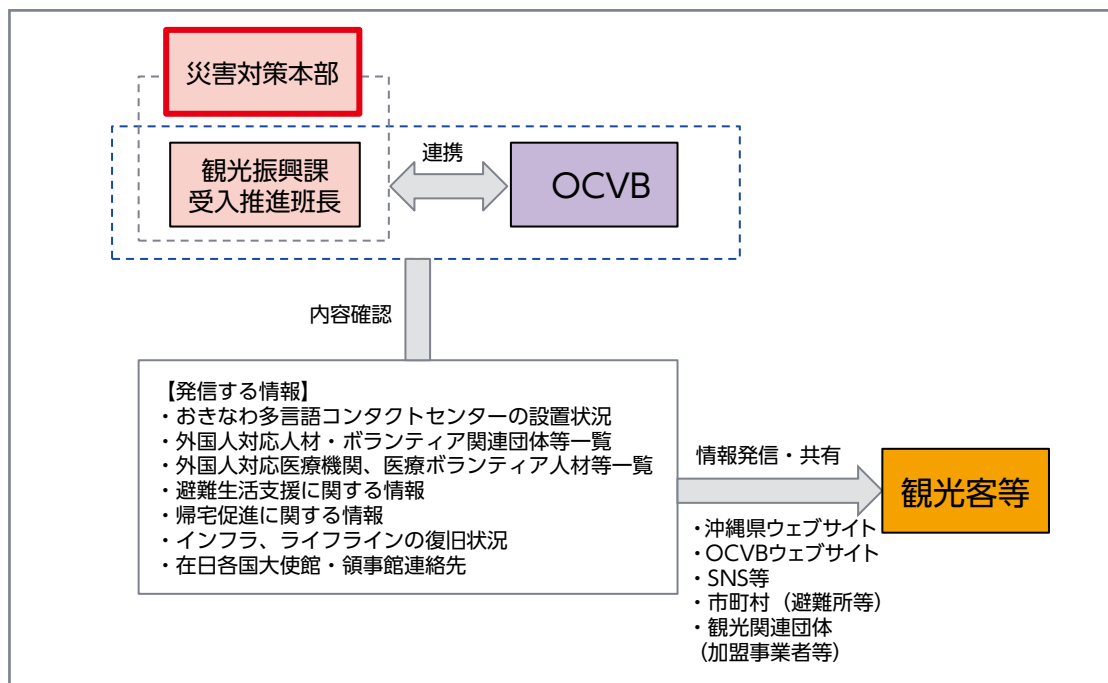 災害対策本部
観光振興課
受入推進班長
連携
OCVB
内容確認
【発信する情報】
・おきなわ多言語コンタクトセンターの設置状況
・外国人対応人材・ボランティア関連団体等一覧
・外国人対応医療機関、医療ボランティア人材等一覧
・避難生活支援に関する情報
・帰宅促進に関する情報
・インフラ、ライフラインの復旧状況
・在日各国大使館・領事館連絡先
情報発信・共有
観光客等
・沖縄県ウェブサイト
・OCVBウェブサイト
・SNS等
・市町村（避難所等）
・観光関連団体
（加盟事業者等）